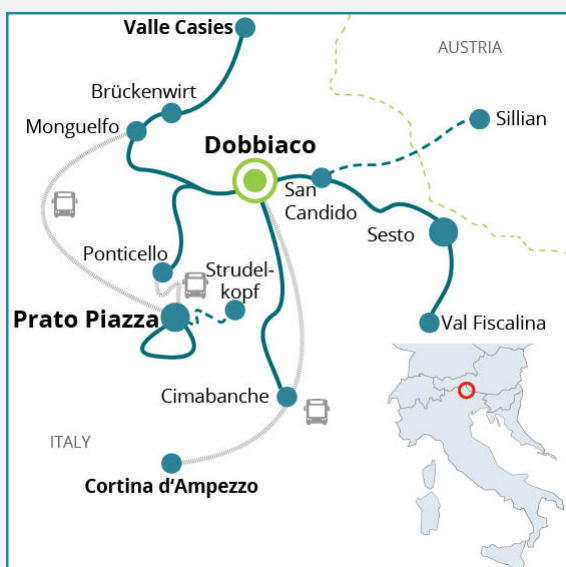 Valle Casies
AUSTRIA
Brückenwirt
Monguelfo
Sillian
Dobbiaco
San
Candido
Sesto
Ponticello
Strudel-
kopf
Prato Piazza
Val Fiscalina
Cimabanche
ITALY
Cortina d‘Ampezzo